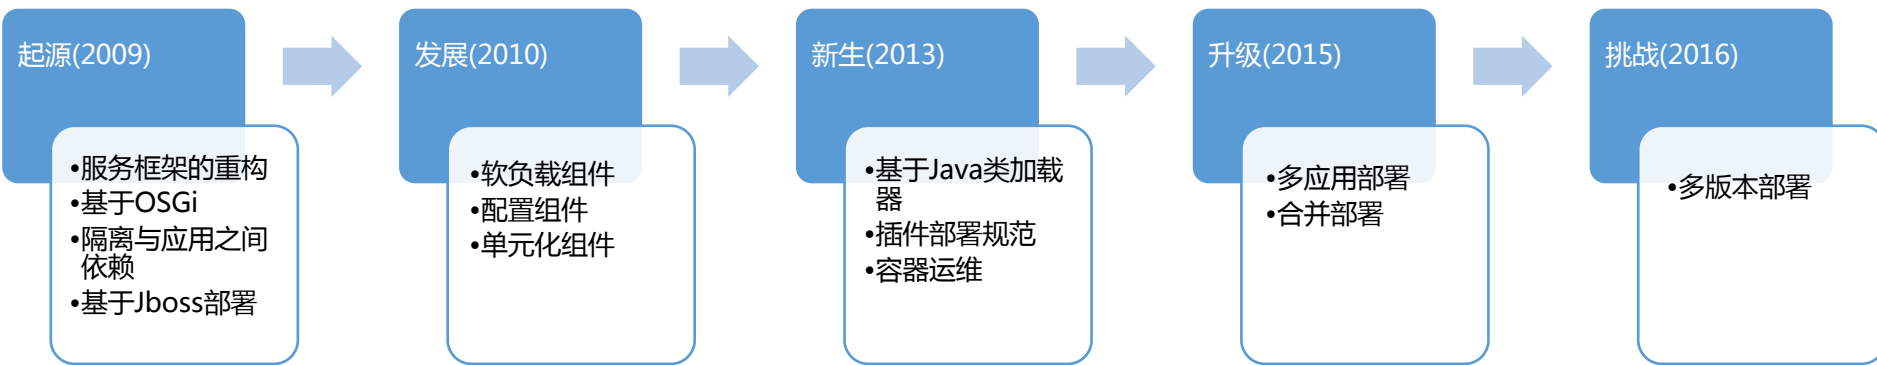 起源(2009)
•服务框架的重构
•基于OSGi
•隔离与应用之间
依赖
•基于Jboss部署
发展(2010)
•软负载组件
•配置组件
•单元化组件
新生(2013)
•基于Java类加载
器
•插件部署规范
•容器运维
升级(2015)
•多应用部署
•合并部署
挑战(2016)
•多版本部署